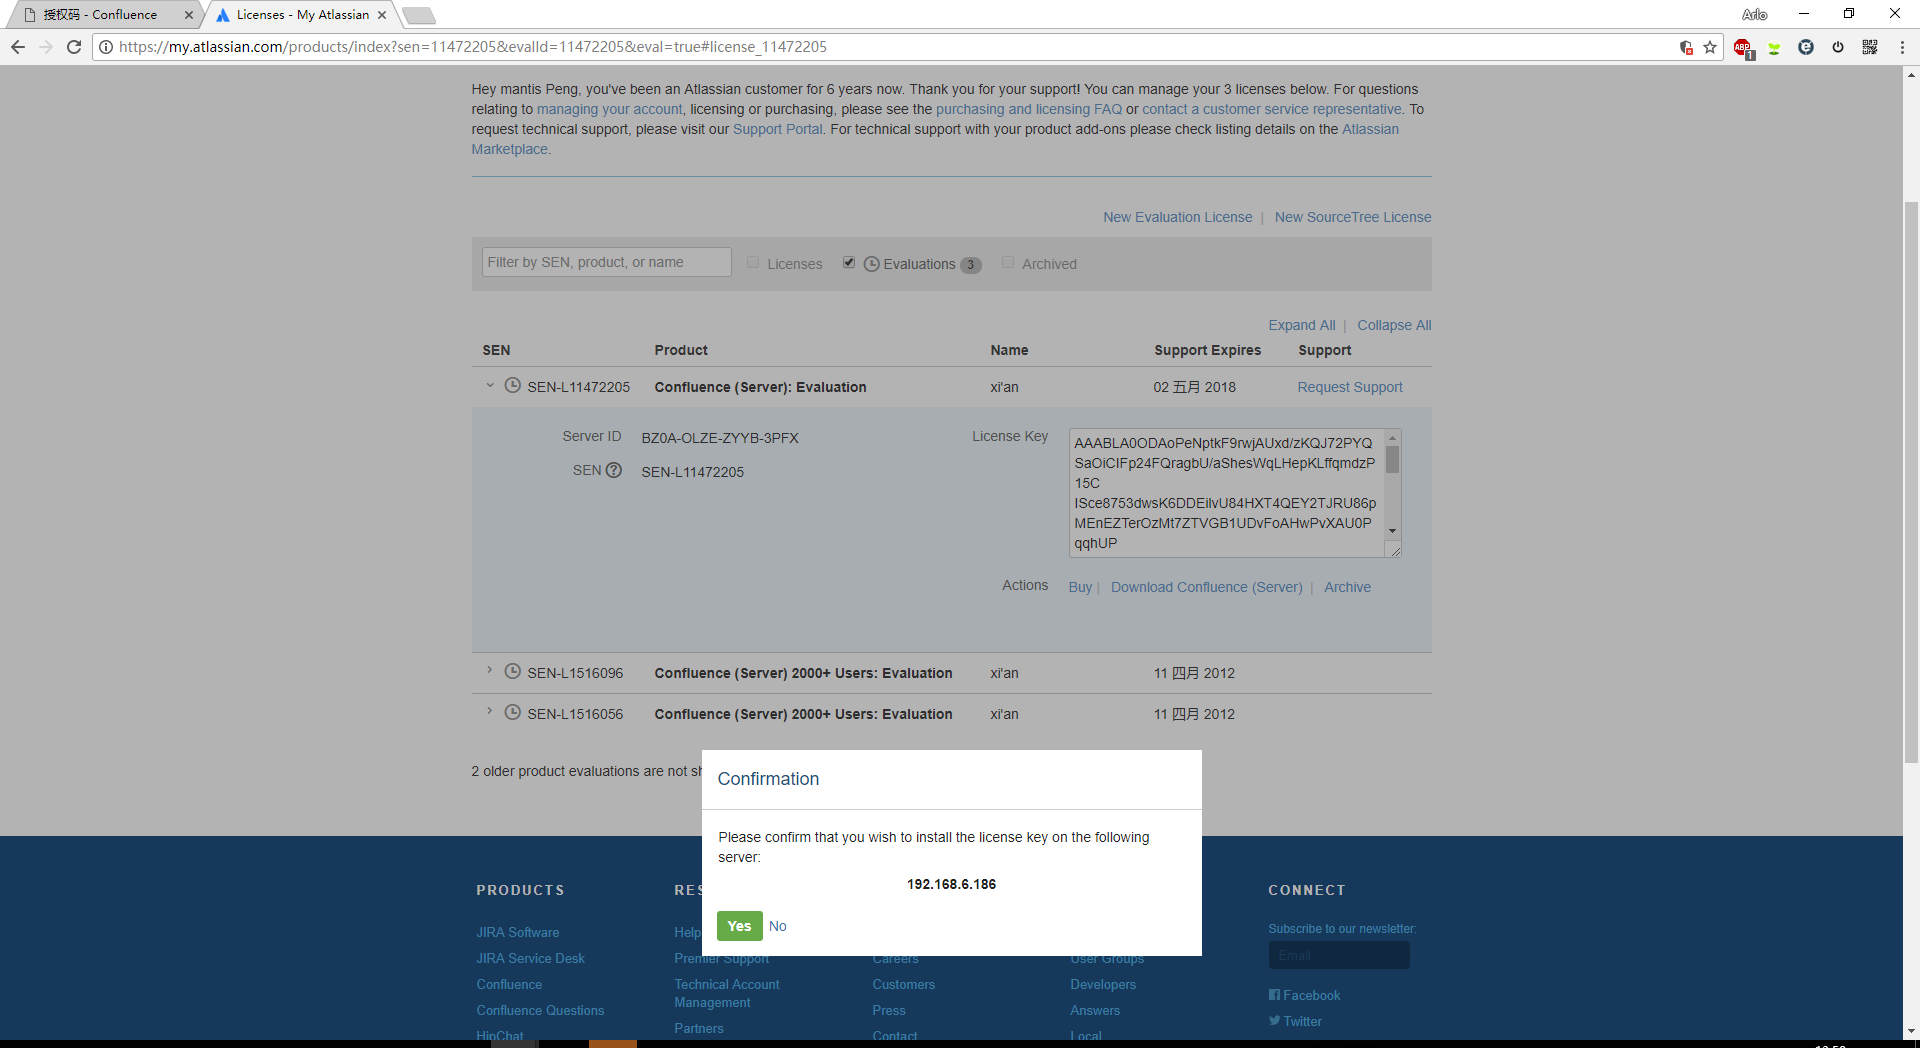 授权码 - Confluence
Licenses - My Atlassian
Arlo
https://my.atlassian.com/products/index?sen=11472205&evalId=11472205&eval=true#license_11472205
ABP
1
Hey mantis Peng, you've been an Atlassian customer for 6 years now. Thank you for your support! You can manage your 3 licenses below. For questions
relating to managing your account, licensing or purchasing, please see the purchasing and licensing FAQ or contact a customer service representative. To
request technical support, please visit our Support Portal. For technical support with your product add-ons please check listing details on the Atlassian
Marketplace.
New Evaluation License | New SourceTree License
Filter by SEN, product, or name
Licenses
Evaluations 3
Archived
Expand All | Collapse All
SEN Product Name Support Expires Support
SEN-L11472205 Confluence (Server): Evaluation xi'an 02 五月 2018 Request Support
Server ID BZ0A-OLZE-ZYYB-3PFX
SEN ? SEN-L11472205
License Key
AAABLA0ODAoPeNptkF9rwjAUxd/zKQJ72PYQ
SaOiCIFp24FQragbU/aShesWqLHepKLffqmdzP
15C
ISce8753dwsK6DDEilvU84HXT4QEY2TJRU86p
MEnEZTerOzMt7ZTVGB1UDvFoAHwPvXAU0P
qqhUP
Actions Buy | Download Confluence (Server) | Archive
SEN-L1516096 Confluence (Server) 2000+ Users: Evaluation xi'an 11 四月 2012
SEN-L1516056 Confluence (Server) 2000+ Users: Evaluation xi'an 11 四月 2012
2 older product evaluations are not sh
Confirmation
Please confirm that you wish to install the license key on the following
server:
192.168.6.186
Yes No
PRODUCTS
JIRA Software
JIRA Service Desk
Confluence
Confluence Questions
HipChat
RES
Help
Premier Support
Technical Account
Management
Partners
Careers
Customers
Press
Contact
User Groups
Developers
Answers
Local
CONNECT
Subscribe to our newsletter:
Email
Facebook
Twitter